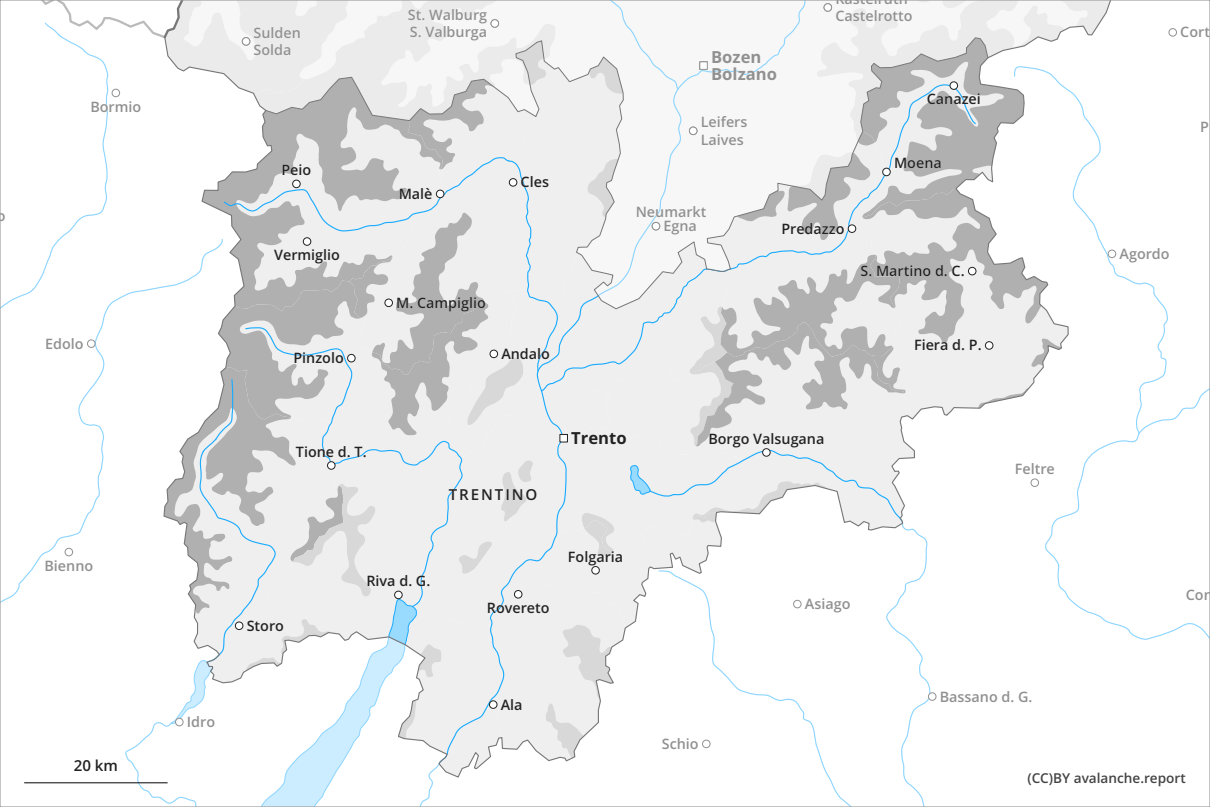 Kastelruth
Castelrotto
St. Walburg
S. Valburga
Sulden
Solda
Cort
Bozen
Bolzano
Bormio
Canazei
Leifers
Laives
P
Moena
Peio
Malè
Cles
Neumarkt
Egna
Predazzo
Vermiglio
Agordo
S. Martino d. C.
M. Campiglio
Edolo
Pinzolo
Andalo
Fiera d. P.
Trento
Borgo Valsugana
Tione d. T.
Feltre
TRENTINO
Folgaria
Bienno
Riva d. G.
Cor
Rovereto
Asiago
Storo
Bassano d. G.
Ala
Idro
Schio
20 km
(CC)BY avalanche.report